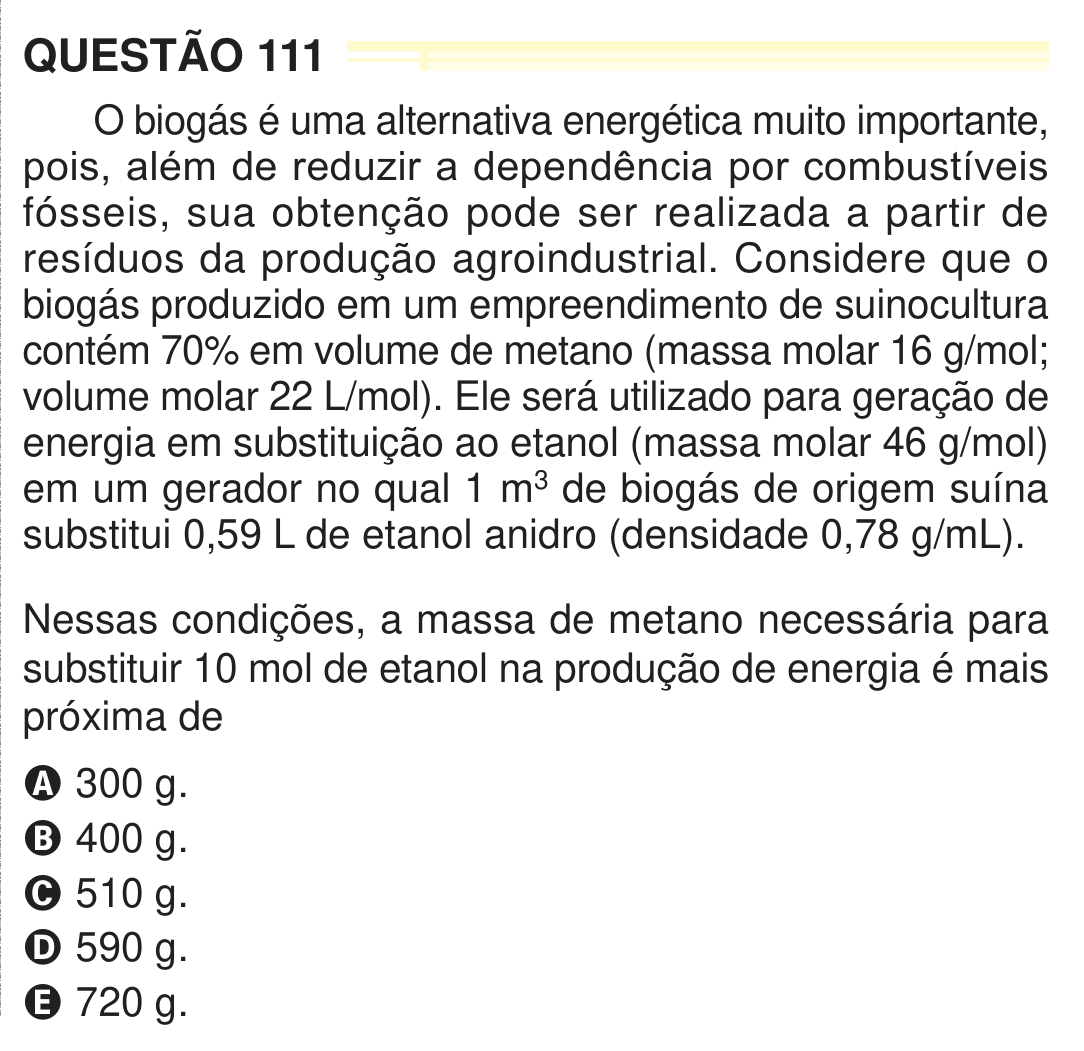 QUESTÃO 111
O biogás é uma alternativa energética muito importante,
pois, além de reduzir a dependência por combustíveis
fósseis, sua obtenção pode ser realizada a partir de
resíduos da produção agroindustrial. Considere que o
biogás produzido em um empreendimento de suinocultura
contém 70% em volume de metano (massa molar 16 g/mol;
volume molar 22 L/mol). Ele será utilizado para geração de
energia em substituição ao etanol (massa molar 46 g/mol)
em um gerador no qual 1 m³ de biogás de origem suína
substitui 0,59 L de etanol anidro (densidade 0,78 g/mL).
Nessas condições, a massa de metano necessária para
substituir 10 mol de etanol na produção de energia é mais
próxima de
A 300 g.
B 400 g.
C 510 g.
D 590 g.
E 720 g.